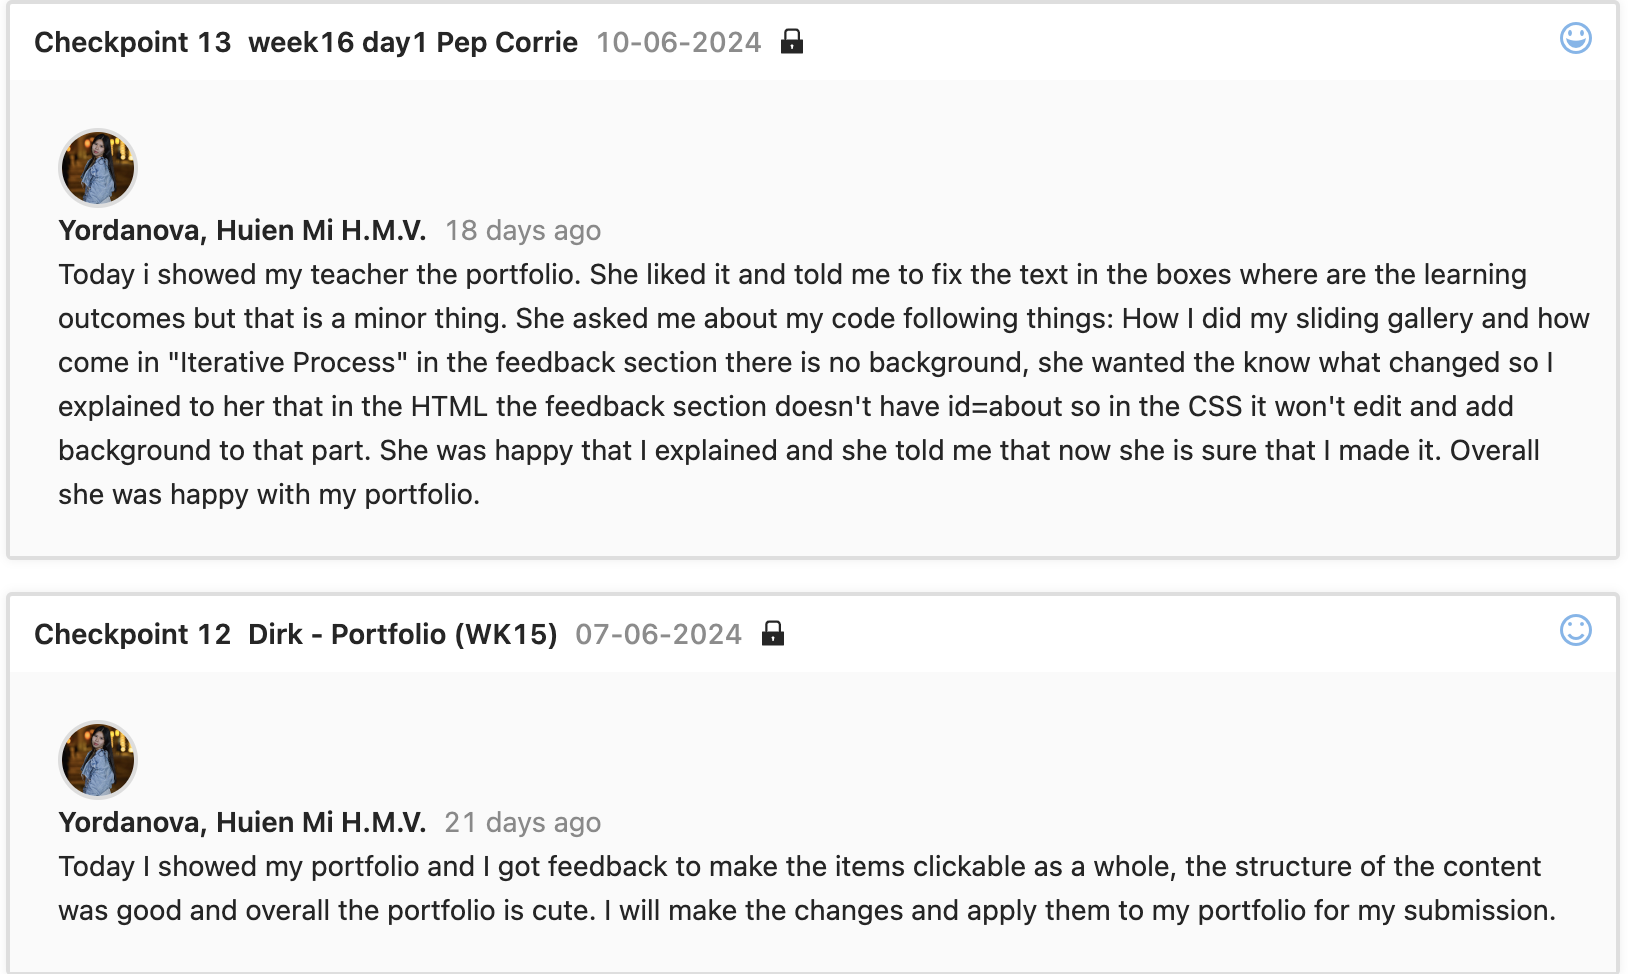 Checkpoint 13 week16 day1 Pep Corrie 10-06-2024
Yordanova, Huien Mi H.M.V. 18 days ago
Today i showed my teacher the portfolio. She liked it and told me to fix the text in the boxes where are the learning
outcomes but that is a minor thing. She asked me about my code following things: How I did my sliding gallery and how
come in "Iterative Process" in the feedback section there is no background, she wanted the know what changed so I
explained to her that in the HTML the feedback section doesn't have id=about so in the CSS it won't edit and add
background to that part. She was happy that I explained and she told me that now she is sure that I made it. Overall
she was happy with my portfolio.
Checkpoint 12 Dirk - Portfolio (WK15) 07-06-2024
Yordanova, Huien Mi H.M.V. 21 days ago
Today I showed my portfolio and I got feedback to make the items clickable as a whole, the structure of the content
was good and overall the portfolio is cute. I will make the changes and apply them to my portfolio for my submission.